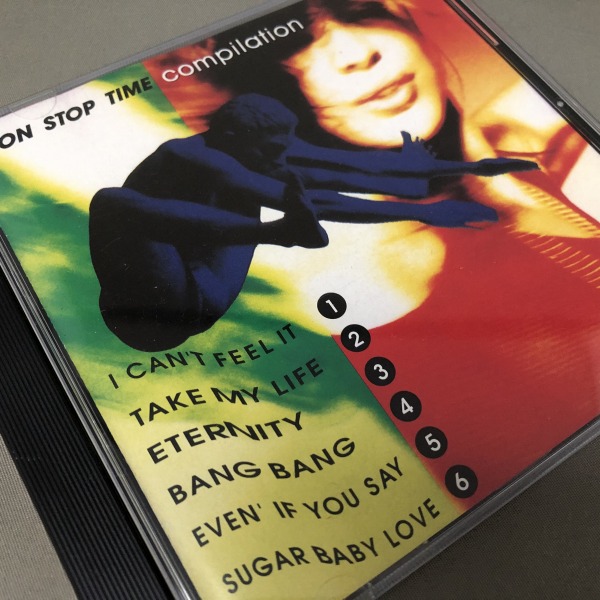 ON STOP TIME compilation
I CAN'T FEEL IT 1
TAKE MY LIFE 2
ETERNITY 3
BANG BANG 4
EVEN' IF YOU SAY 5
SUGAR BABY LOVE 6